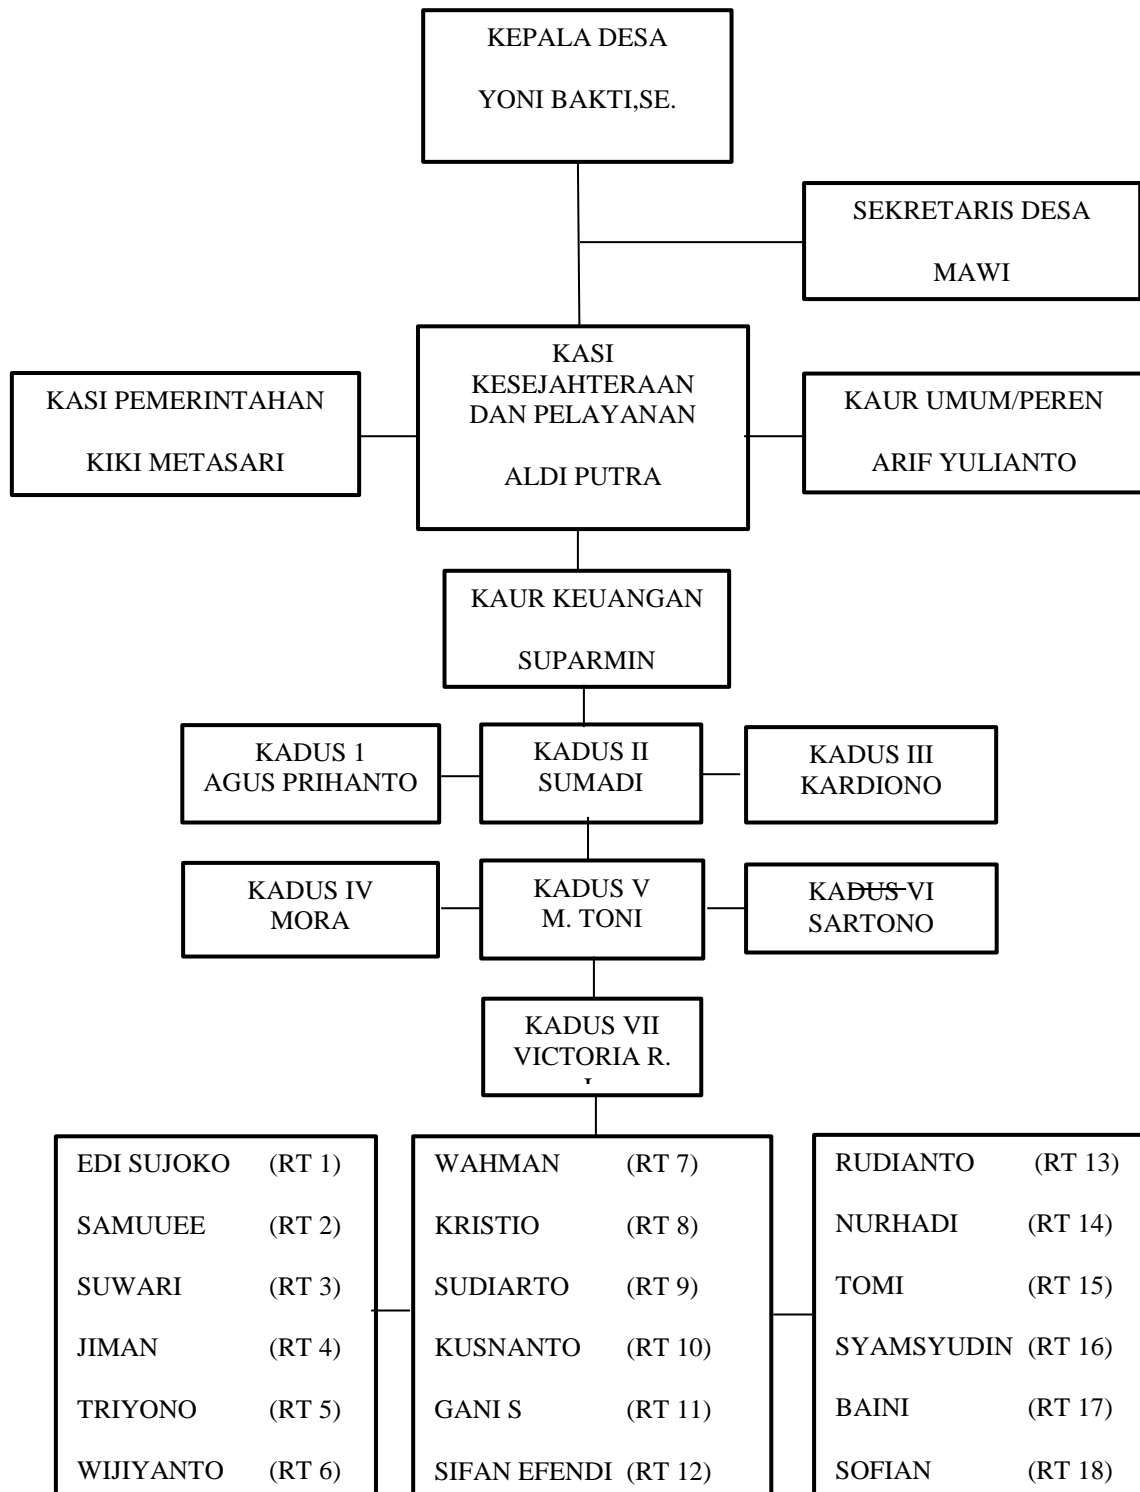 KEPALA DESA
YONI BAKTI,SE.
SEKRETARIS DESA
MAWI
KASI
KESEJAHTERAAN
DAN PELAYANAN
ALDI PUTRA
KASI PEMERINTAHAN
KIKI METASARI
KAUR UMUM/PEREN
ARIF YULIANTO
KAUR KEUANGAN
SUPARMIN
KADUS 1
AGUS PRIHANTO
KADUS II
SUMADI
KADUS III
KARDIONO
KADUS IV
MORA
KADUS V
M. TONI
KADUS VI
SARTONO
KADUS VII
VICTORIA R.
EDI SUJOKO (RT 1)
SAMUUEE (RT 2)
SUWARI (RT 3)
JIMAN (RT 4)
TRIYONO (RT 5)
WIJIYANTO (RT 6)
WAHMAN (RT 7)
KRISTIO (RT 8)
SUDIARTO (RT 9)
KUSNANTO (RT 10)
GANI S (RT 11)
SIFAN EFENDI (RT 12)
RUDIANTO (RT 13)
NURHADI (RT 14)
TOMI (RT 15)
SYAMSYUDIN (RT 16)
BAINI (RT 17)
SOFIAN (RT 18)